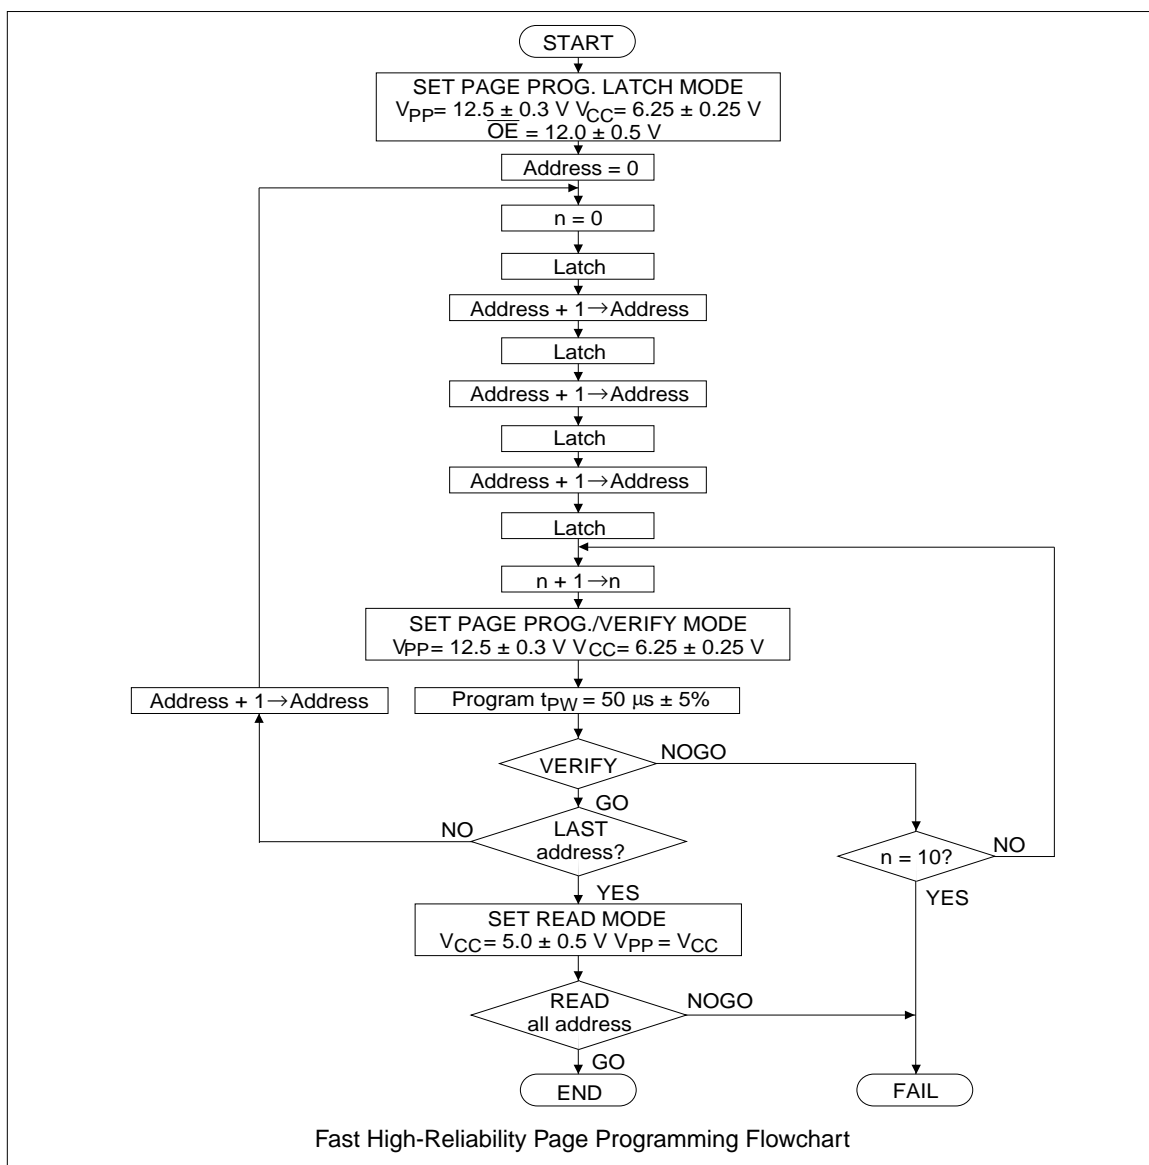 START
SET PAGE PROG. LATCH MODE
VPP= 12.5 ± 0.3 V VCC= 6.25 ± 0.25 V
OE = 12.0 ± 0.5 V
Address = 0
n = 0
Latch
Address + 1→Address
Latch
Address + 1→Address
Latch
Address + 1→Address
Latch
n + 1→n
SET PAGE PROG./VERIFY MODE
VPP= 12.5 ± 0.3 V VCC= 6.25 ± 0.25 V
Address + 1→Address
Program tPW = 50 µs ± 5%
VERIFY
NOGO
GO
NO
LAST
address?
n = 10?
NO
YES
YES
SET READ MODE
VCC= 5.0 ± 0.5 V VPP = VCC
READ
all address
NOGO
GO
END
FAIL
Fast High-Reliability Page Programming Flowchart